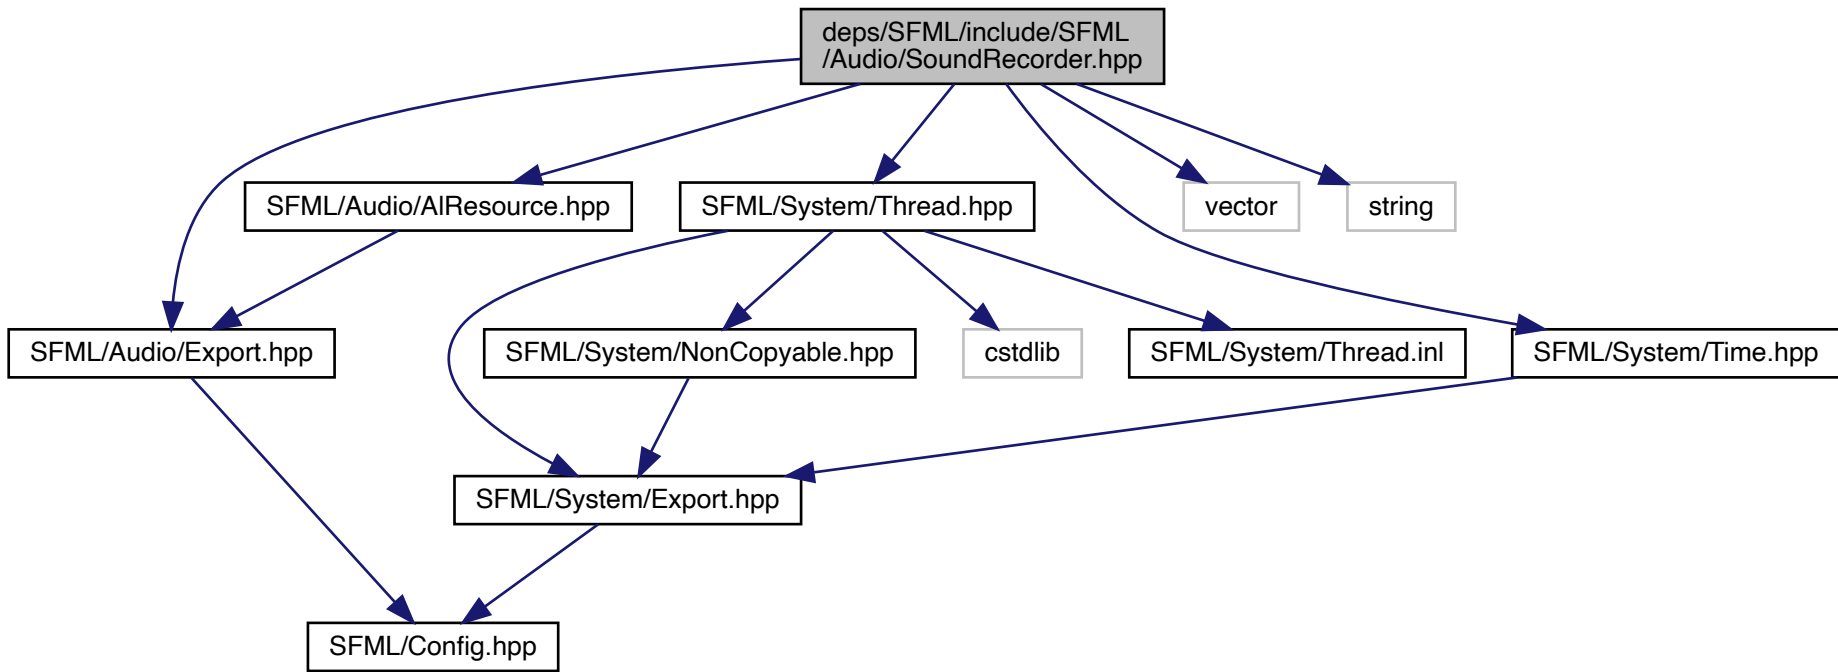 deps/SFML/include/SFML
/Audio/SoundRecorder.hpp
SFML/Audio/AlResource.hpp
SFML/System/Thread.hpp
vector
string
SFML/Audio/Export.hpp
SFML/System/NonCopyable.hpp
cstdlib
SFML/System/Thread.inl
SFML/System/Time.hpp
SFML/System/Export.hpp
SFML/Config.hpp